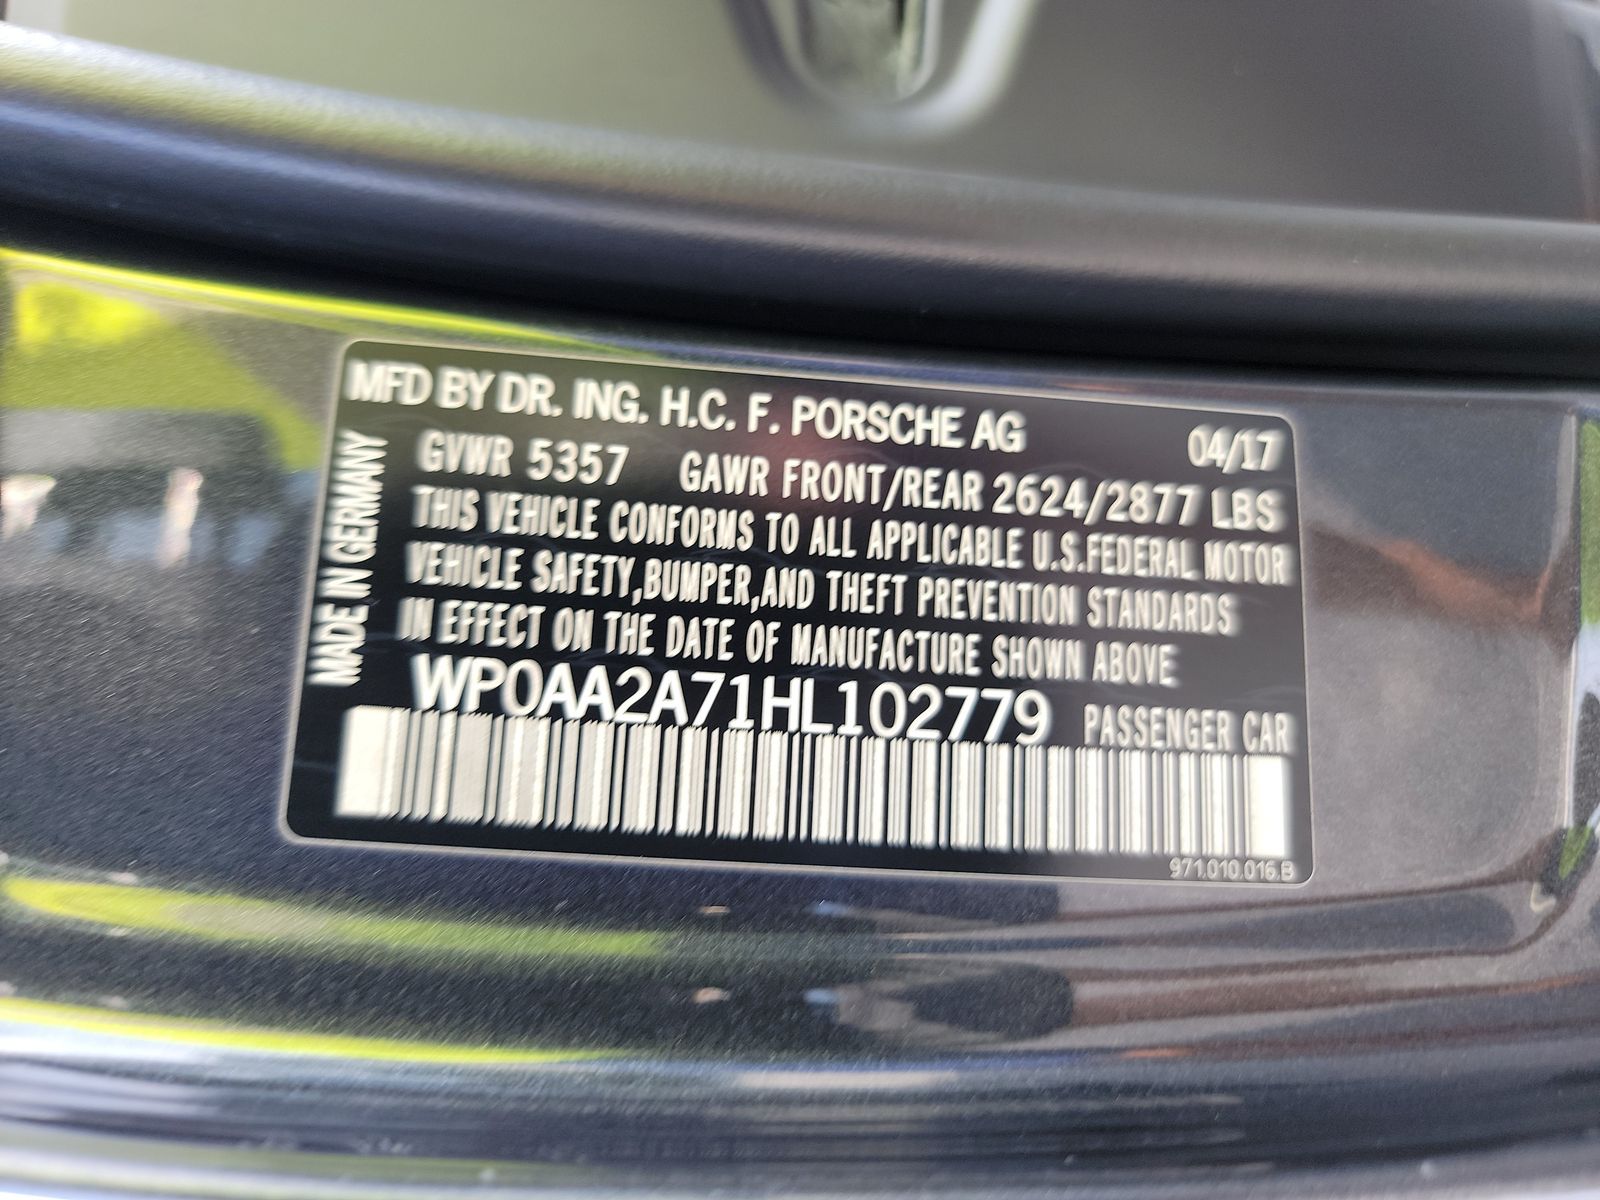 MFD BY DR. ING. H.C. F. PORSCHE AG 04/17
GVWR 5357 GAWR FRONT/REAR 2624/2877 LBS
THIS VEHICLE CONFORMS TO ALL APPLICABLE U.S.FEDERAL MOTOR
VEHICLE SAFETY,BUMPER,AND THEFT PREVENTION STANDARDS
IN EFFECT ON THE DATE OF MANUFACTURE SHOWN ABOVE
WP0AA2A71HL102779 PASSENGER CAR
971.010.016.B
MADE IN GERMANY